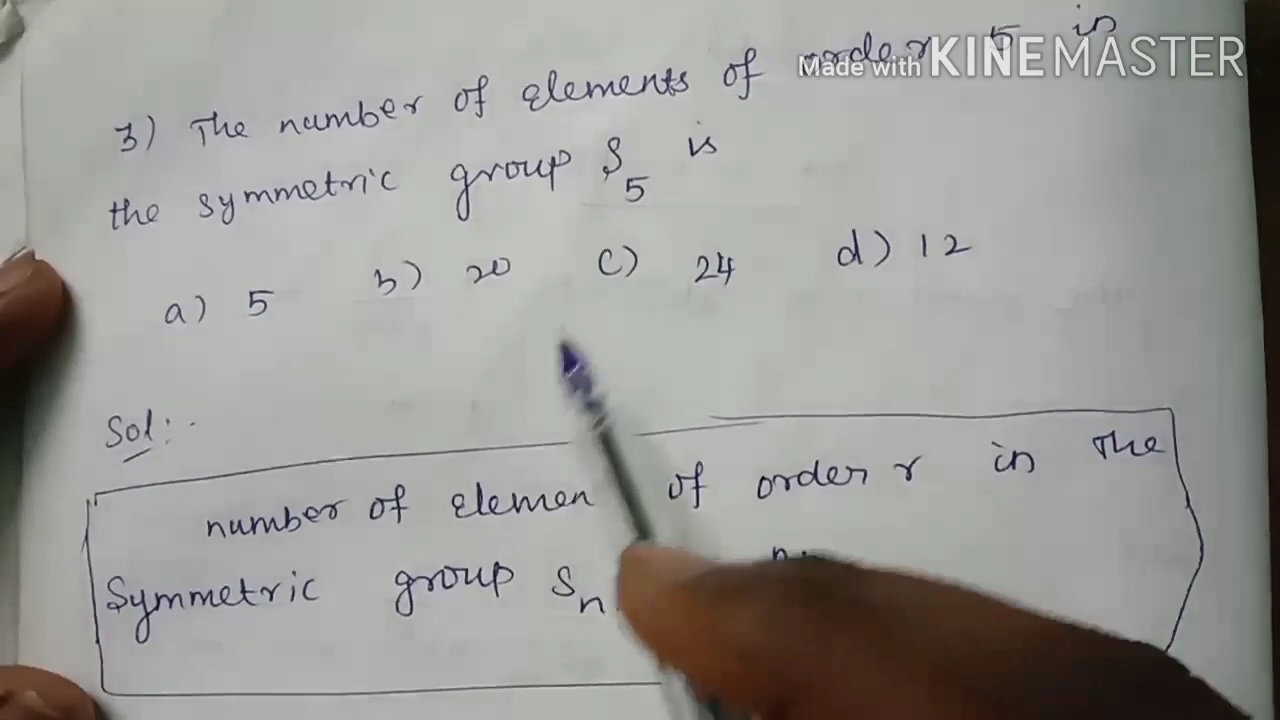 Made with KINEMASTER
3) The number of elements of order 5 in
the symmetric group S5 is
a) 5 b) 20 c) 24 d) 12
Sol:-
number of elemen of order r in the
Symmetric group Sn